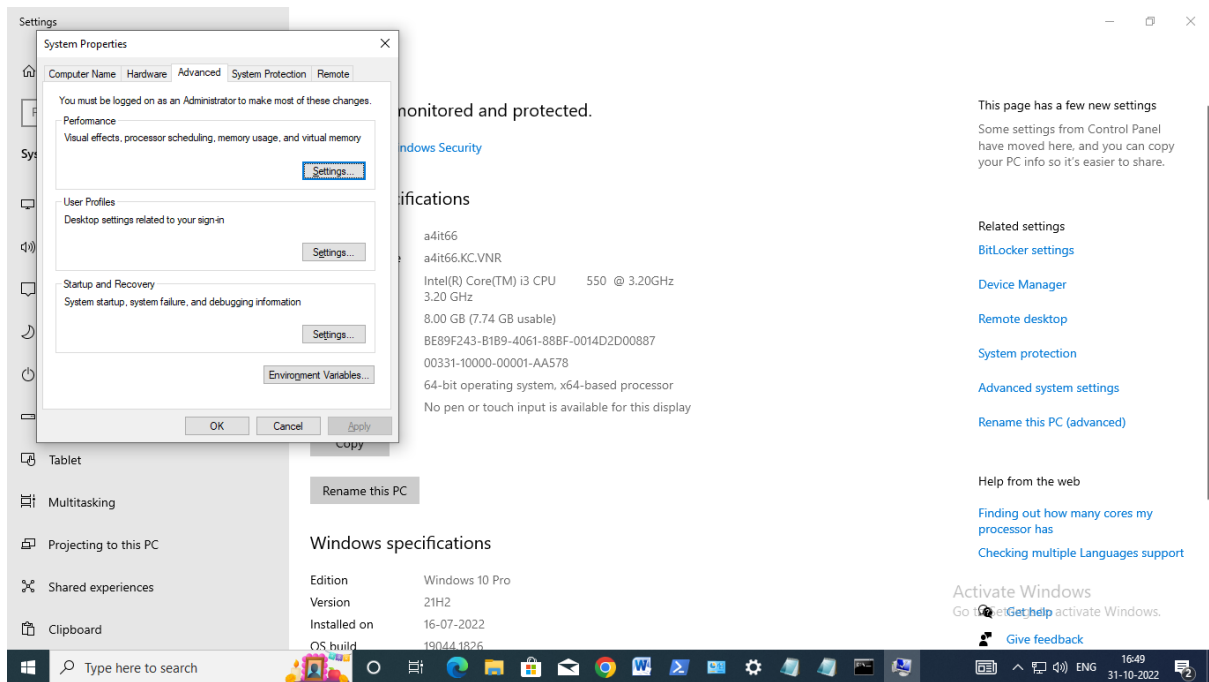 Settings
System Properties
Computer Name Hardware Advanced System Protection Remote
You must be logged on as an Administrator to make most of these changes.
Performance
Visual effects, processor scheduling, memory usage, and virtual memory
Settings...
User Profiles
Desktop settings related to your sign-in
Settings...
Startup and Recovery
System startup, system failure, and debugging information
Settings...
Environment Variables...
OK Cancel Apply
Tablet
Multitasking
Projecting to this PC
Shared experiences
Clipboard
monitored and protected.
Windows Security
a4it66
a4it66.KC.VNR
Intel(R) Core(TM) i3 CPU 550 @ 3.20GHz
3.20 GHz
8.00 GB (7.74 GB usable)
BE89F243-B1B9-4061-88BF-0014D2D00887
00331-10000-00001-AA578
64-bit operating system, x64-based processor
No pen or touch input is available for this display
Copy
Rename this PC
Windows specifications
Edition Windows 10 Pro
Version 21H2
Installed on 16-07-2022
OS build 19044.1826
This page has a few new settings
Some settings from Control Panel
have moved here, and you can copy
your PC info so it's easier to share.
Related settings
BitLocker settings
Device Manager
Remote desktop
System protection
Advanced system settings
Rename this PC (advanced)
Help from the web
Finding out how many cores my
processor has
Checking multiple Languages support
Activate Windows
Go to Settings to activate Windows.
Get help
Give feedback
Type here to search
ENG
16:49
31-10-2022
2